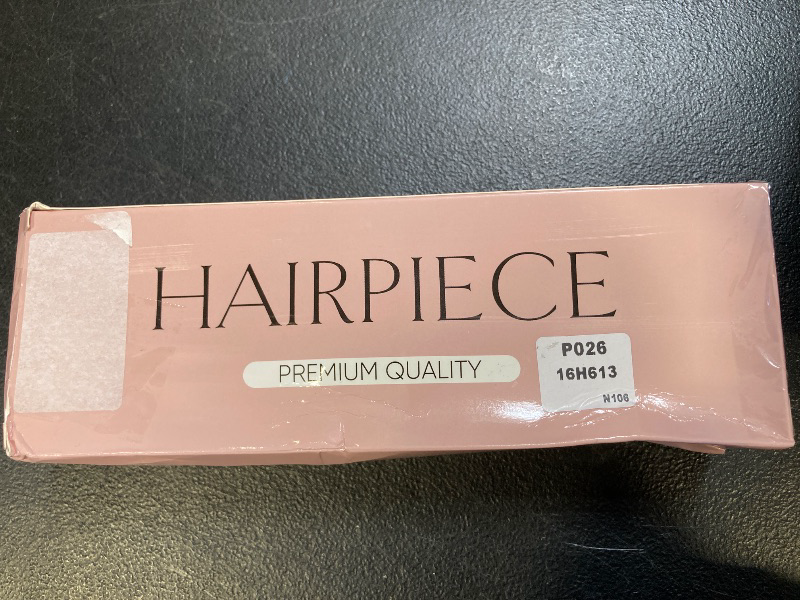 HAIRPIECE
PREMIUM QUALITY
P026
16H613
N106